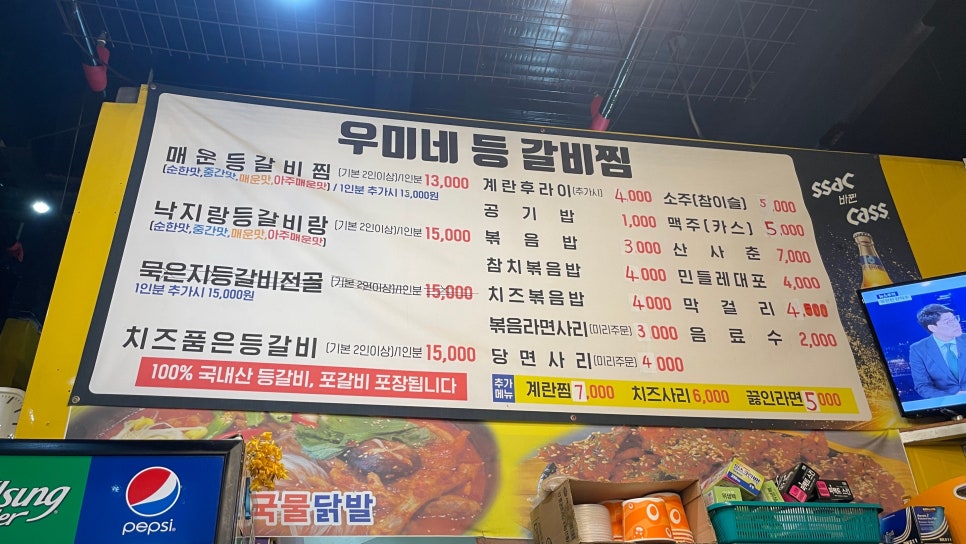 우미네 등 갈비찜
매운등갈비찜 (기본 2인이상)/1인분 13,000
(순한맛,중간맛,매운맛,아주매운맛) / 1인분 추가시 15,000원
낙지랑등갈비랑 (기본 2인이상)/1인분 15,000
(순한맛,중간맛,매운맛,아주매운맛)
묵은지등갈비전골 (기본 2인이상)/1인분 15,000
1인분 추가시 15,000원
치즈품은등갈비 (기본 2인이상)/1인분 15,000
100% 국내산 등갈비, 포갈비 포장됩니다
계란후라이(추가시) 4,000
공기밥 1,000
볶음밥 3,000
참치볶음밥 4,000
치즈볶음밥 4,000
볶음라면사리(미리주문) 3,000
당면사리(미리주문) 4,000
소주(참이슬) 5,000
맥주(카스) 5,000
산사춘 7,000
민들레대포 4,000
막걸리 4,000
음료수 2,000
추가메뉴 계란찜 7,000 치즈사리 6,000 끓인라면 5,000
ssac
바뀐
cass
국물닭발
pepsi